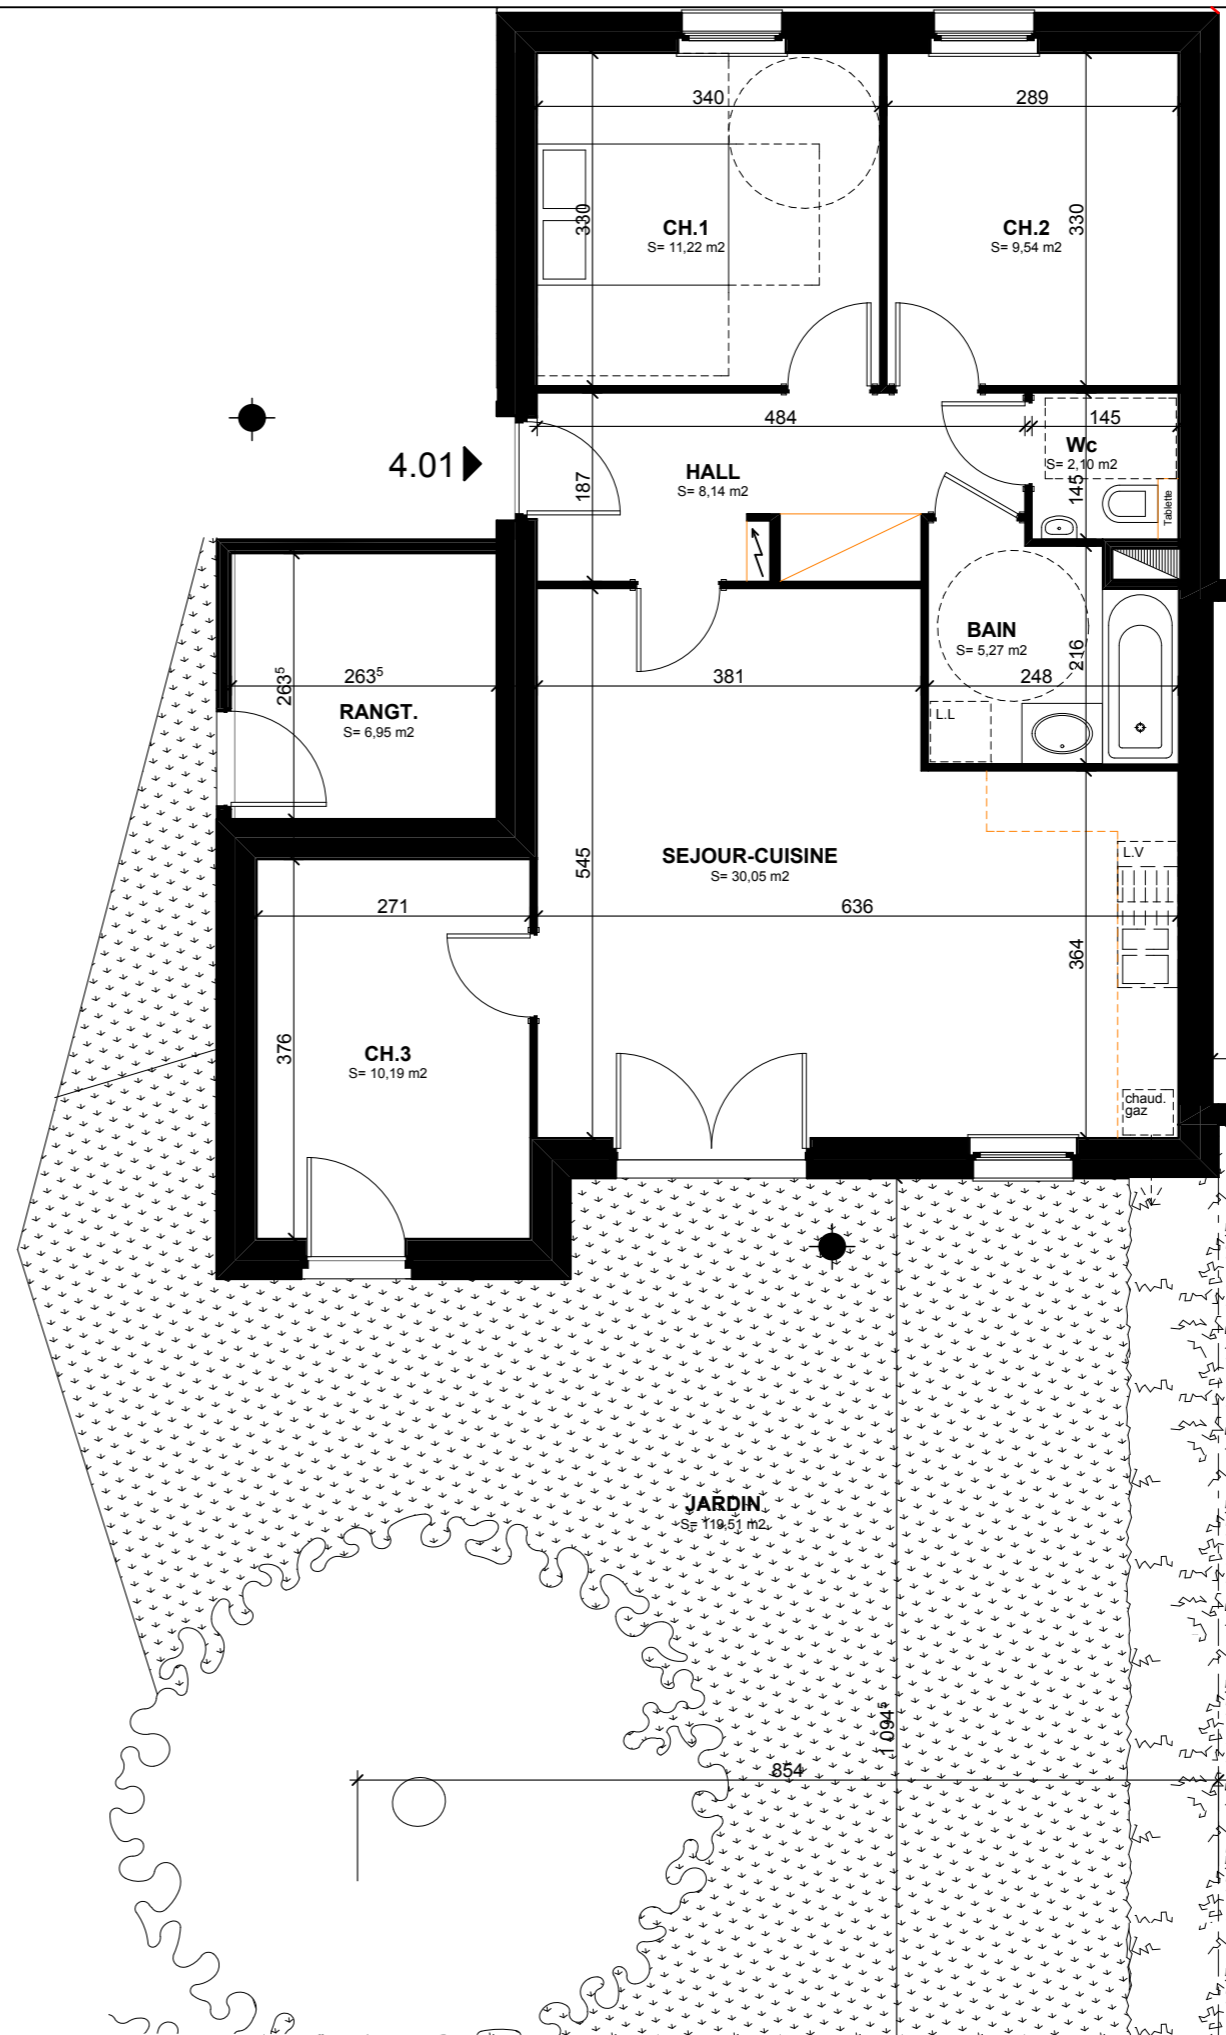 340
289
330
CH.1
S= 11,22 m2
CH.2
S= 9,54 m2
330
4.01
484
145
Wc
S= 2,10 m2
145
Tablette
HALL
S= 8,14 m2
187
BAIN
S= 5,27 m2
216
263⁵
263⁵
RANGT.
S= 6,95 m2
381
248
L.L
SEJOUR-CUISINE
S= 30,05 m2
545
L.V
271
636
364
376
CH.3
S= 10,19 m2
chaud.
gaz
JARDIN
S= 119,51 m2
1 094⁵
854